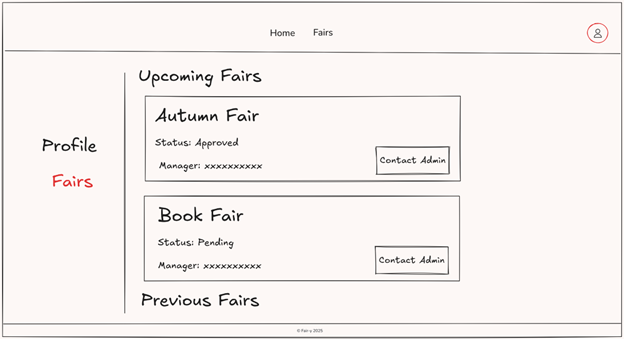 Home Fairs
Upcoming Fairs
Autumn Fair
Status: Approved
Manager: xxxxxxxxxx
Contact Admin
Profile
Fairs
Book Fair
Status: Pending
Manager: xxxxxxxxxx
Contact Admin
Previous Fairs
© Fair-y 2025